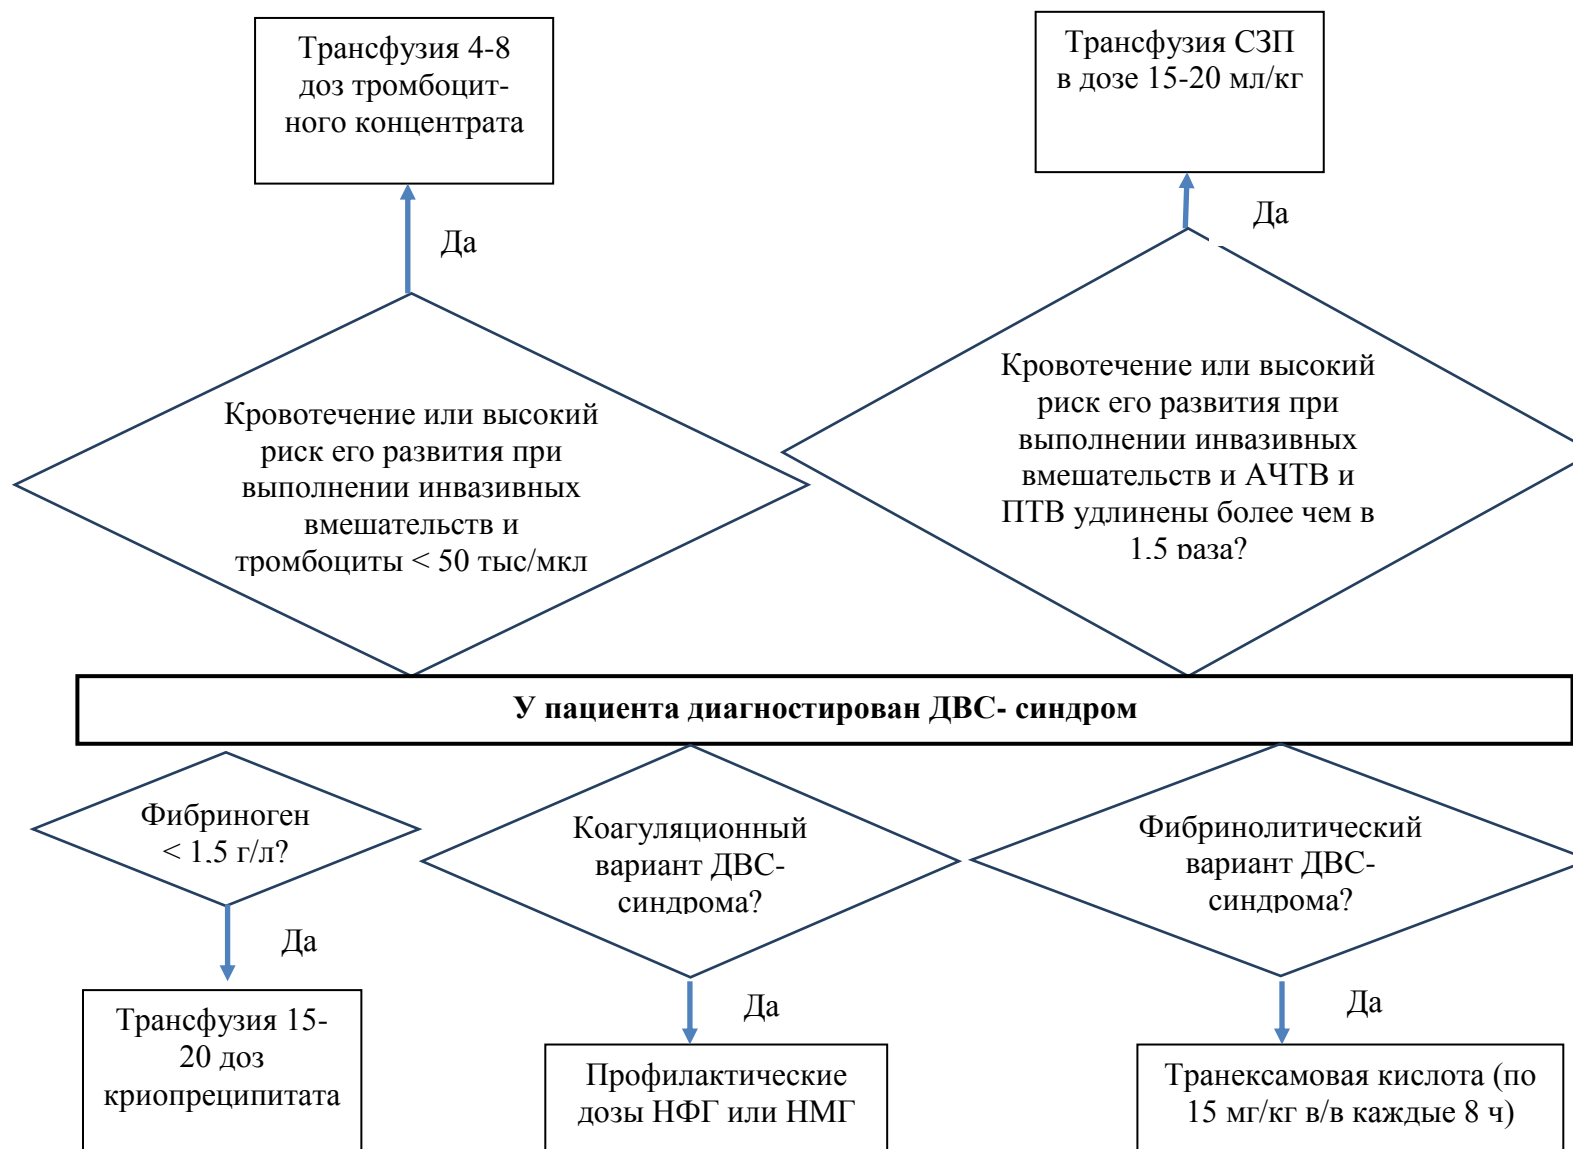 Трансфузия 4-8
доз тромбоцит-
ного концентрата
Трансфузия СЗП
в дозе 15-20 мл/кг
Да
Да
Кровотечение или высокий
риск его развития при
выполнении инвазивных
вмешательств и
тромбоциты < 50 тыс/мкл
Кровотечение или высокий
риск его развития при
выполнении инвазивных
вмешательств и АЧТВ и
ПТВ удлинены более чем в
1,5 раза?
У пациента диагностирован ДВС- синдром
Фибриноген
< 1,5 г/л?
Коагуляционный
вариант ДВС-
синдрома?
Фибринолитический
вариант ДВС-
синдрома?
Да
Да
Да
Трансфузия 15-
20 доз
криопреципитата
Профилактические
дозы НФГ или НМГ
Транексамовая кислота (по
15 мг/кг в/в каждые 8 ч)